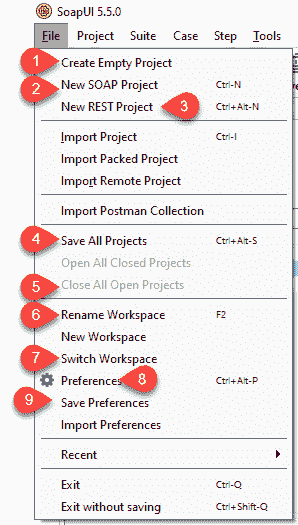 SoapUI 5.5.0
File Project Suite Case Step Tools
1 Create Empty Project
2 New SOAP Project Ctrl-N
New REST Project 3 Ctrl+Alt-N
Import Project Ctrl-I
Import Packed Project
Import Remote Project
Import Postman Collection
4 Save All Projects Ctrl+Alt-S
Open All Closed Projects
5 Close All Open Projects
6 Rename Workspace F2
New Workspace
7 Switch Workspace
Preferences 8 Ctrl+Alt-P
9 Save Preferences
Import Preferences
Recent
Exit Ctrl-Q
Exit without saving Ctrl+Shift-Q